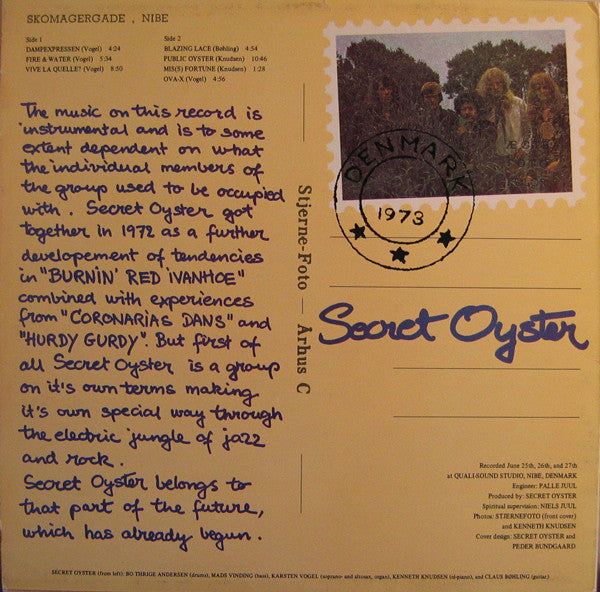 SKOMAGERGADE , NIBE
Side 1
DAMPEXPRESSEN (Vogel) 4:24
FIRE & WATER (Vogel) 5:34
VIVE LA QUELLE? (Vogel) 8:50
Side 2
BLAZING LACE (Bøhling) 4:54
PUBLIC OYSTER (Knudsen) 10:46
MIS(S) FORTUNE (Knudsen) 1:28
OVA-X (Vogel) 4:56
The music on this record is
instrumental and is to some
extent dependent on what
the individual members of
the group used to be occupied
with. Secret Oyster got
together in 1972 as a further
developement of tendencies
in "BURNIN' RED IVANHOE"
combined with experiences
from "CORONARIAS DANS" and
"HURDY GURDY". But first of
all Secret Oyster is a group
on it's own terms making
it's own special way through
the electric jungle of jazz
and rock.
Secret Oyster belongs to
that part of the future,
which has already begun.
Stjerne-Foto — Århus C
DENMARK
1973
Secret Oyster
Recorded June 25th, 26th, and 27th
at QUALI-SOUND STUDIO, NIBE, DENMARK
Engineer: PALLE JUUL
Produced by: SECRET OYSTER
Spiritual supervision: NIELS JUUL
Photos: STJERNEFOTO (front cover)
and KENNETH KNUDSEN
Cover design: SECRET OYSTER and
PEDER BUNDGAARD
SECRET OYSTER (from left): BO THRIGE ANDERSEN (drums), MADS VINDING (bass), KARSTEN VOGEL (soprano- and altosax, organ), KENNETH KNUDSEN (el-piano), and CLAUS BØHLING (guitar)